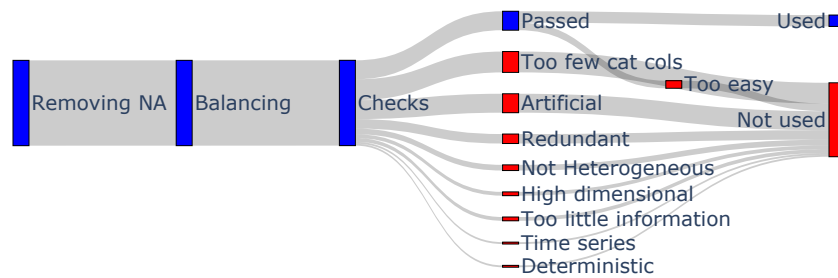 Removing NA
Balancing
Checks
Passed
Too few cat cols
Artificial
Redundant
Not Heterogeneous
High dimensional
Too little information
Time series
Deterministic
Too easy
Used
Not used